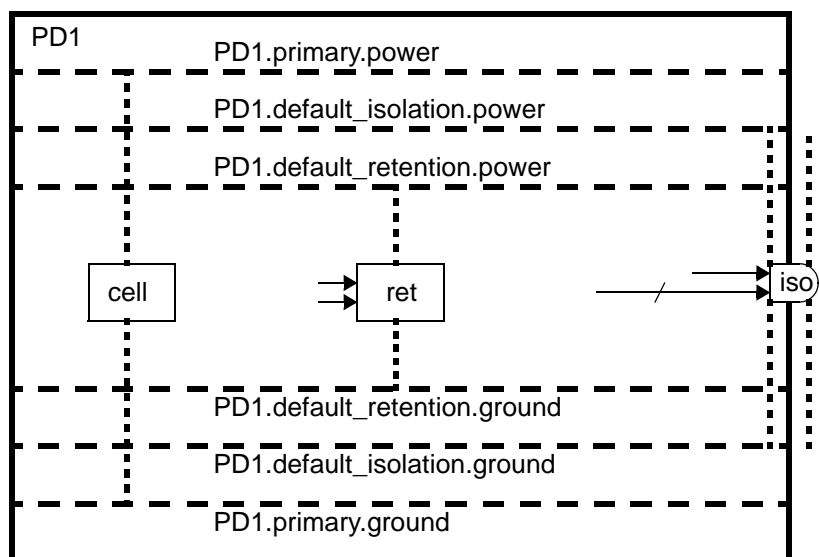 PD1
PD1.primary.power
PD1.default_isolation.power
PD1.default_retention.power
cell
ret
iso
PD1.default_retention.ground
PD1.default_isolation.ground
PD1.primary.ground